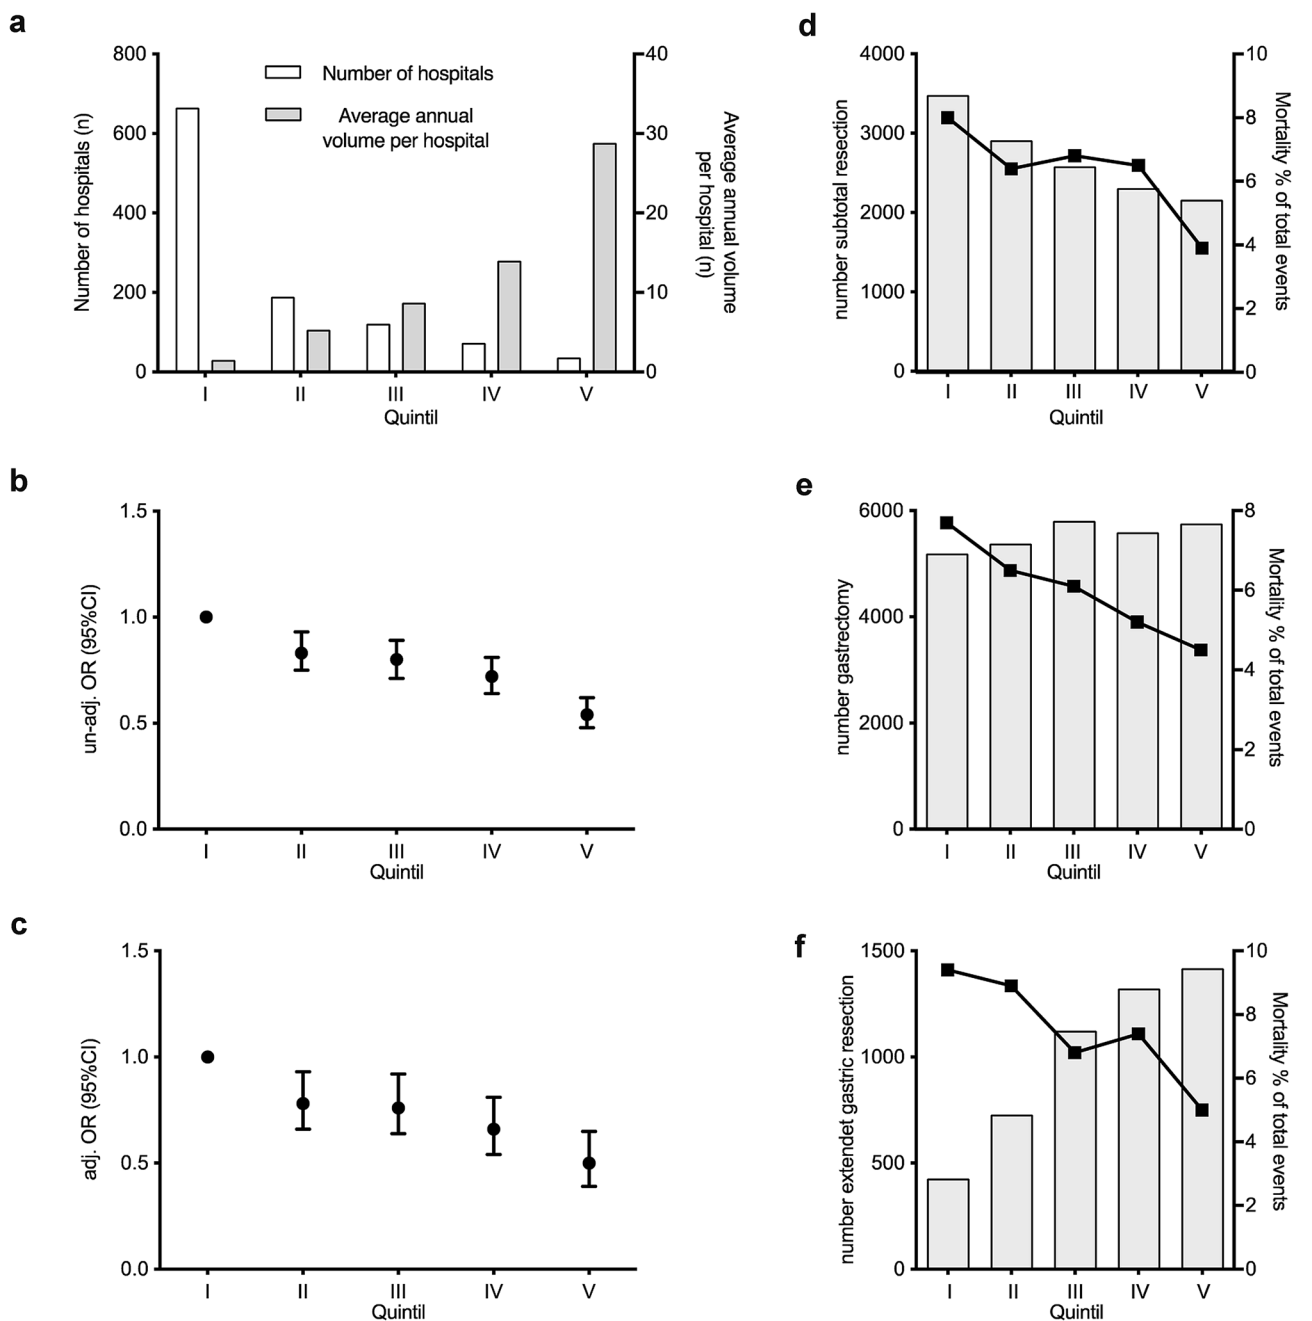 a
800
600
400
200
0
Number of hospitals (n)
Number of hospitals
Average annual
volume per hospital
40
30
20
10
0
Average annual volume
per hospital (n)
I II III IV V
Quintil
b
1.5
1.0
0.5
0.0
un-adj. OR (95%CI)
I II III IV V
Quintil
c
1.5
1.0
0.5
0.0
adj. OR (95%CI)
I II III IV V
Quintil
d
4000
3000
2000
1000
0
number subtotal resection
10
8
6
4
2
0
Mortality % of total events
I II III IV V
Quintil
e
6000
4000
2000
0
number gastrectomy
8
6
4
2
0
Mortality % of total events
I II III IV V
Quintil
f
1500
1000
500
0
number extendet gastric resection
10
8
6
4
2
0
Mortality % of total events
I II III IV V
Quintil